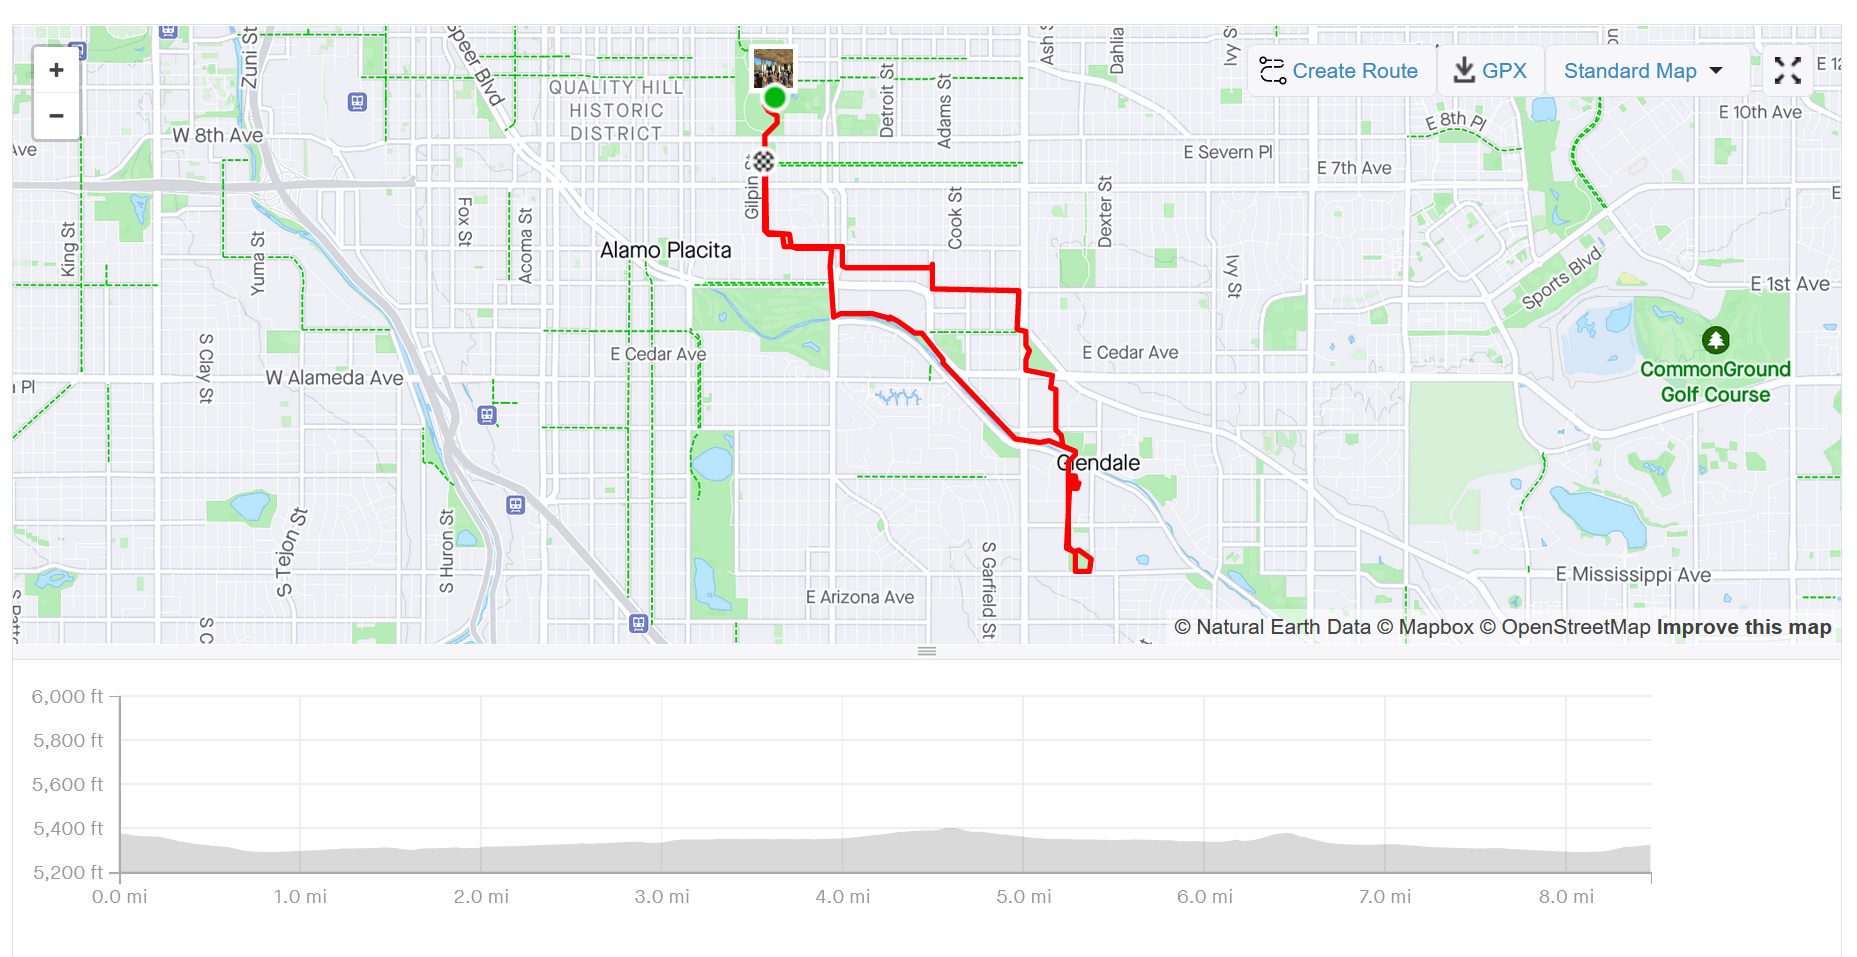 +
−
Zuni St
Speer Blvd
QUALITY HILL
HISTORIC
DISTRICT
Detroit St
Adams St
Ash S
Dahlia
Ivy S
Create Route
GPX
Standard Map
E 12
E 10th Ave
E 8th Pl
W 8th Ave
Ave
E Severn Pl
E 7th Ave
E
King St
Yuma St
Fox St
Acoma St
Gilpin S
Cook St
Dexter St
Ivy St
Alamo Placita
Sports Blvd
E 1st Ave
S Clay St
E Cedar Ave
E Cedar Ave
W Alameda Ave
Pl
CommonGround
Golf Course
Glendale
S Tejon St
S Huron St
S Garfield St
E Mississippi Ave
E Arizona Ave
S C
© Natural Earth Data © Mapbox © OpenStreetMap Improve this map
6,000 ft
5,800 ft
5,600 ft
5,400 ft
5,200 ft
0.0 mi 1.0 mi 2.0 mi 3.0 mi 4.0 mi 5.0 mi 6.0 mi 7.0 mi 8.0 mi